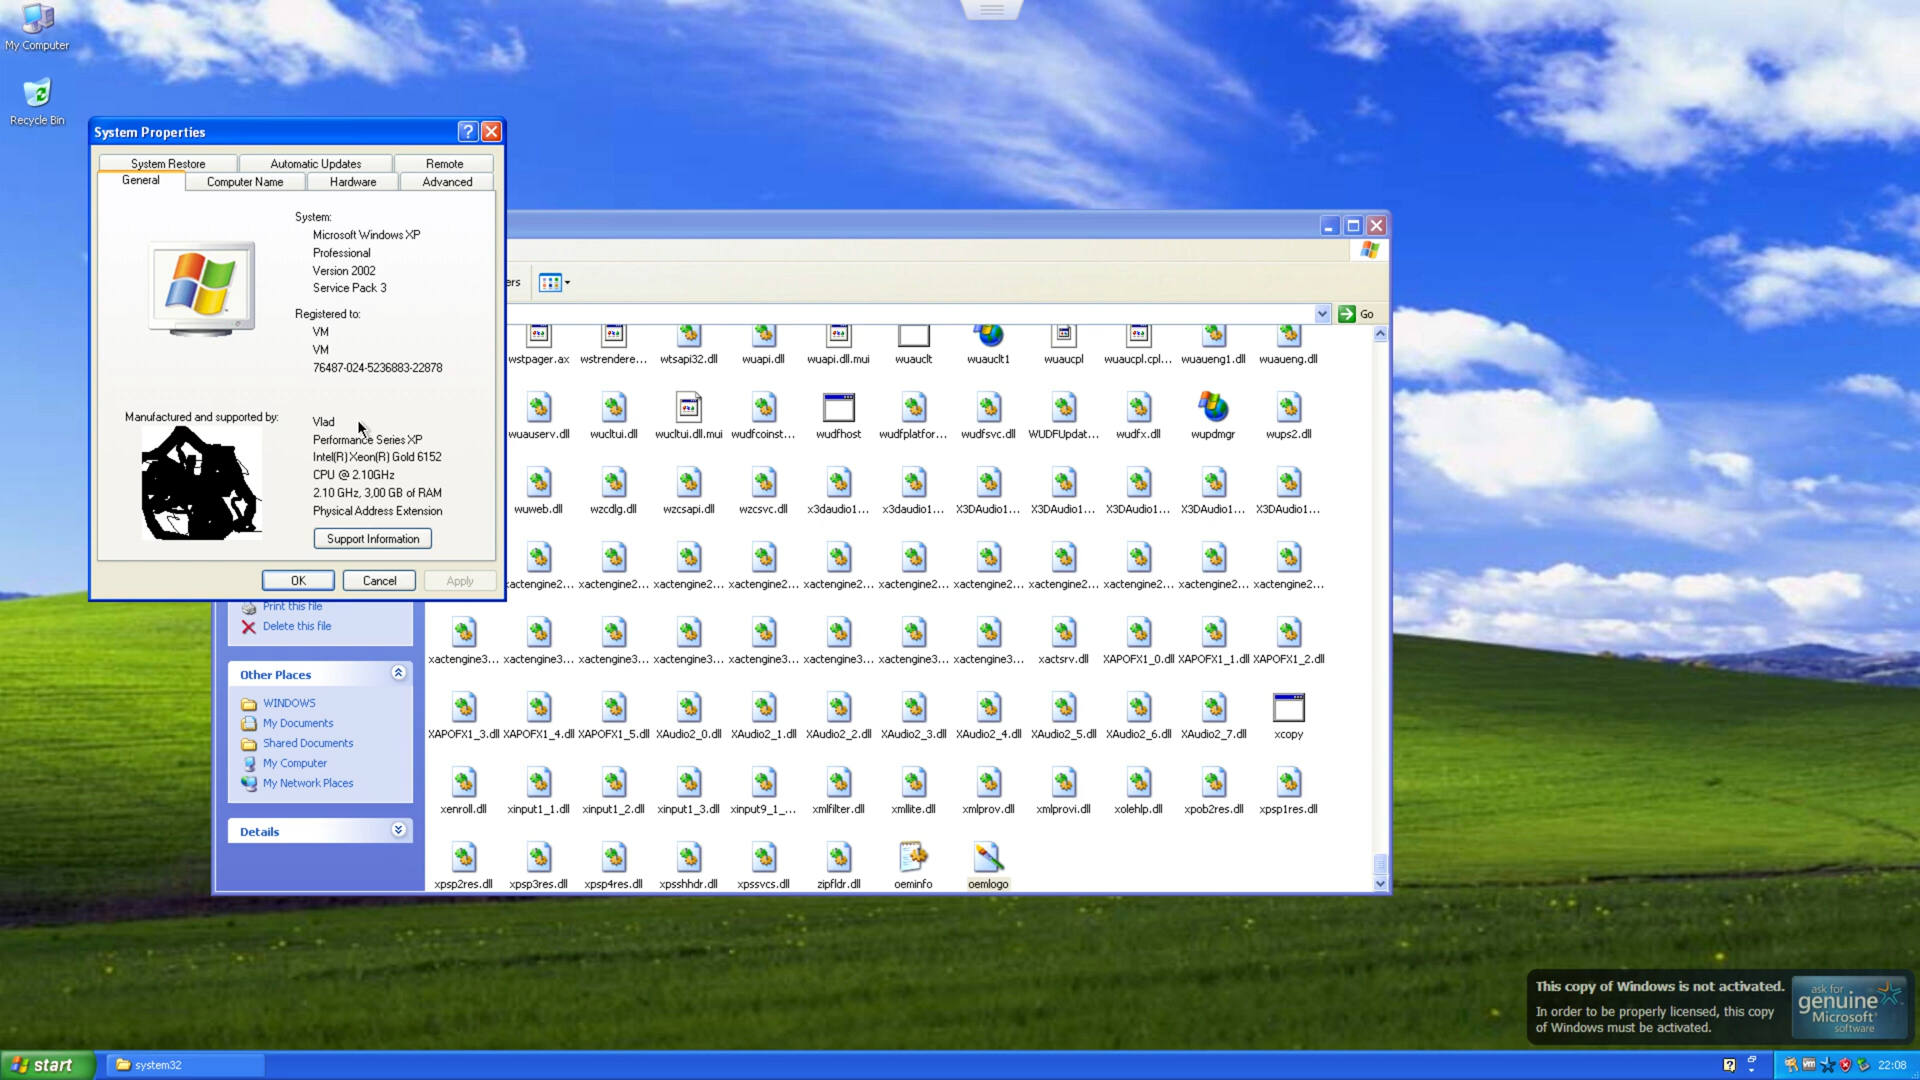 My Computer
Recycle Bin
System Properties
System Restore
Automatic Updates
Remote
General
Computer Name
Hardware
Advanced
System:
Microsoft Windows XP
Professional
Version 2002
Service Pack 3
Registered to:
VM
VM
76487-024-5236883-22878
Manufactured and supported by:
Vlad
Performance Series XP
Intel(R) Xeon(R) Gold 6152
CPU @ 2.10GHz
2.10 GHz, 3,00 GB of RAM
Physical Address Extension
Support Information
OK
Cancel
Apply
ers
Go
wstpager.ax wstrendere... wtsapi32.dll wuapi.dll wuapi.dll.mui wuauclt wuauclt1 wuaucpl wuaucpl.cpl... wuaueng1.dll wuaueng.dll
wuauserv.dll wucltui.dll wucltui.dll.mui wudfcoinst... wudfhost wudfplatfor... wudfsvc.dll WUDFUpdat... wudfx.dll wupdmgr wups2.dll
wuweb.dll wzcdlg.dll wzcsapi.dll wzcsvc.dll x3daudio1... x3daudio1... X3DAudio1... X3DAudio1... X3DAudio1... X3DAudio1... X3DAudio1...
xactengine2... xactengine2... xactengine2... xactengine2... xactengine2... xactengine2... xactengine2... xactengine2... xactengine2... xactengine2... xactengine2...
xactengine3... xactengine3... xactengine3... xactengine3... xactengine3... xactengine3... xactengine3... xactengine3... xactsrv.dll XAPOFX1_0.dll XAPOFX1_1.dll XAPOFX1_2.dll
XAPOFX1_3.dll XAPOFX1_4.dll XAPOFX1_5.dll XAudio2_0.dll XAudio2_1.dll XAudio2_2.dll XAudio2_3.dll XAudio2_4.dll XAudio2_5.dll XAudio2_6.dll XAudio2_7.dll xcopy
xenroll.dll xinput1_1.dll xinput1_2.dll xinput1_3.dll xinput9_1_... xmlfilter.dll xmllite.dll xmlprov.dll xmlprovi.dll xolehlp.dll xpob2res.dll xpsp1res.dll
xpsp2res.dll xpsp3res.dll xpsp4res.dll xpsshhdr.dll xpssvcs.dll zipfldr.dll oeminfo oemlogo
Print this file
Delete this file
Other Places
WINDOWS
My Documents
Shared Documents
My Computer
My Network Places
Details
This copy of Windows is not activated.
In order to be properly licensed, this copy
of Windows must be activated.
ask for
genuine
Microsoft
software
start
system32
22:08